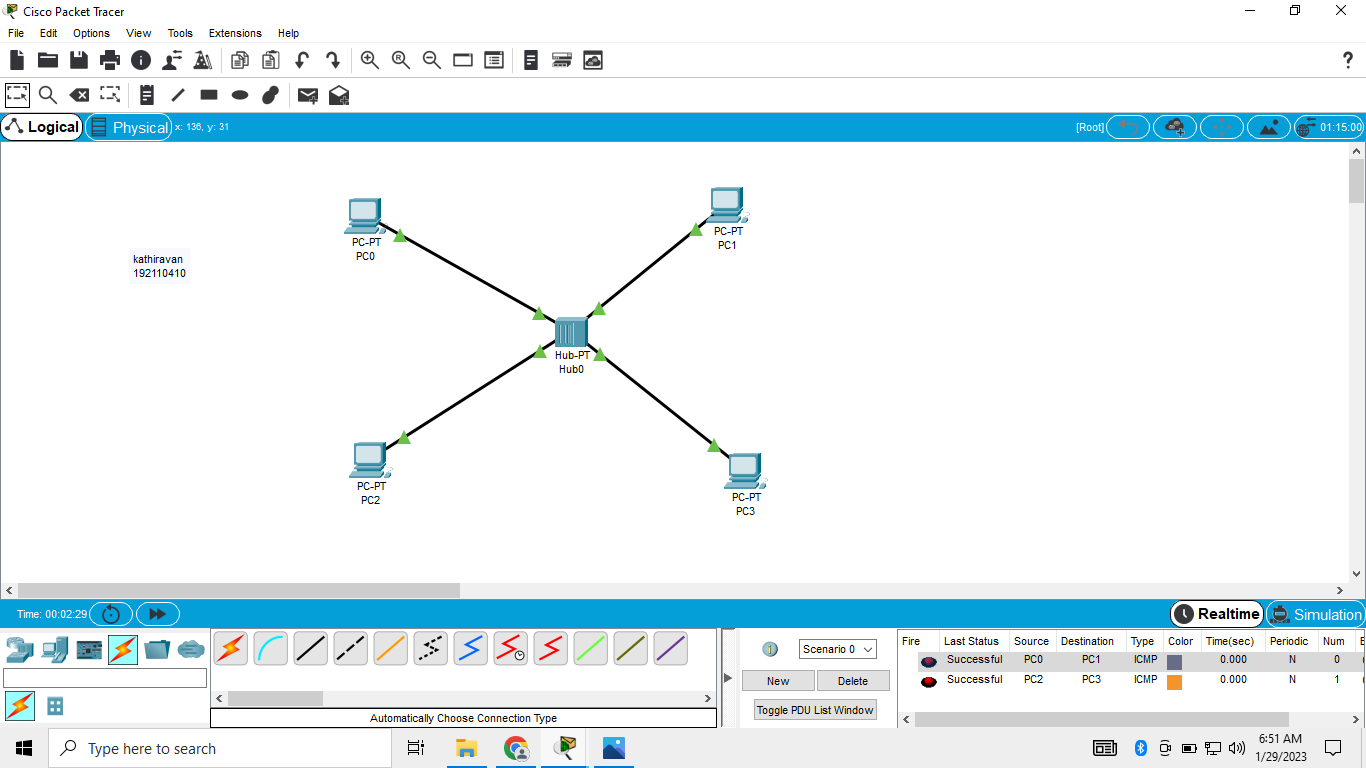 Cisco Packet Tracer
File Edit Options View Tools Extensions Help
Logical Physical x: 136, y: 31 [Root] 01:15:00
PC-PT
PC0
PC-PT
PC1
kathiravan
192110410
Hub-PT
Hub0
PC-PT
PC2
PC-PT
PC3
Time: 00:02:29 Realtime Simulation
Fire Last Status Source Destination Type Color Time(sec) Periodic Num
Successful PC0 PC1 ICMP 0.000 N 0
Successful PC2 PC3 ICMP 0.000 N 1
Scenario 0
New Delete
Toggle PDU List Window
Automatically Choose Connection Type
Type here to search
6:51 AM
1/29/2023